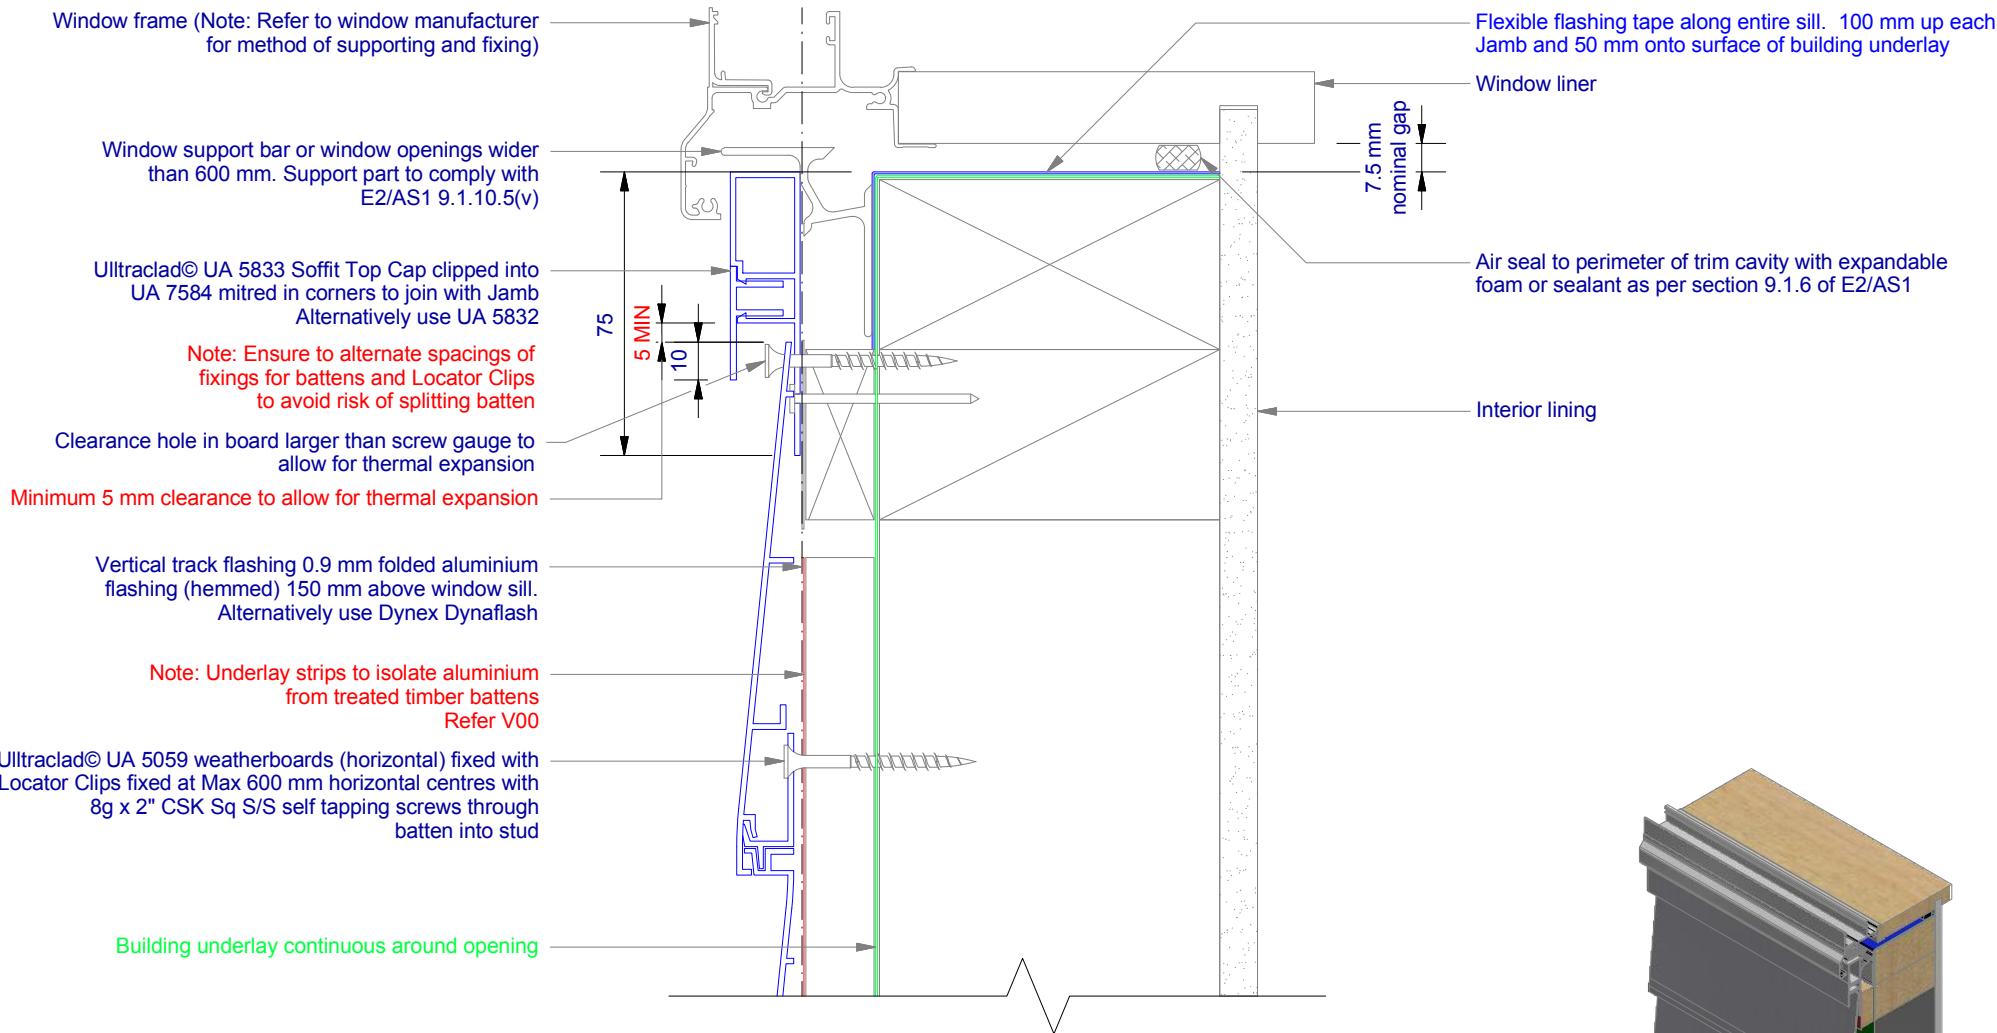 Window frame (Note: Refer to window manufacturer
for method of supporting and fixing)
Window support bar or window openings wider
than 600 mm. Support part to comply with
E2/AS1 9.1.10.5(v)
Ulltraclad© UA 5833 Soffit Top Cap clipped into
UA 7584 mitred in corners to join with Jamb
Alternatively use UA 5832
Note: Ensure to alternate spacings of
fixings for battens and Locator Clips
to avoid risk of splitting batten
Clearance hole in board larger than screw gauge to
allow for thermal expansion
Minimum 5 mm clearance to allow for thermal expansion
Vertical track flashing 0.9 mm folded aluminium
flashing (hemmed) 150 mm above window sill.
Alternatively use Dynex Dynaflash
Note: Underlay strips to isolate aluminium
from treated timber battens
Refer V00
Ulltraclad© UA 5059 weatherboards (horizontal) fixed with
Locator Clips fixed at Max 600 mm horizontal centres with
8g x 2" CSK Sq S/S self tapping screws through
batten into stud
Building underlay continuous around opening
75
5 MIN
10
7.5 mm
nominal gap
Flexible flashing tape along entire sill. 100 mm up each
Jamb and 50 mm onto surface of building underlay
Window liner
Air seal to perimeter of trim cavity with expandable
foam or sealant as per section 9.1.6 of E2/AS1
Interior lining